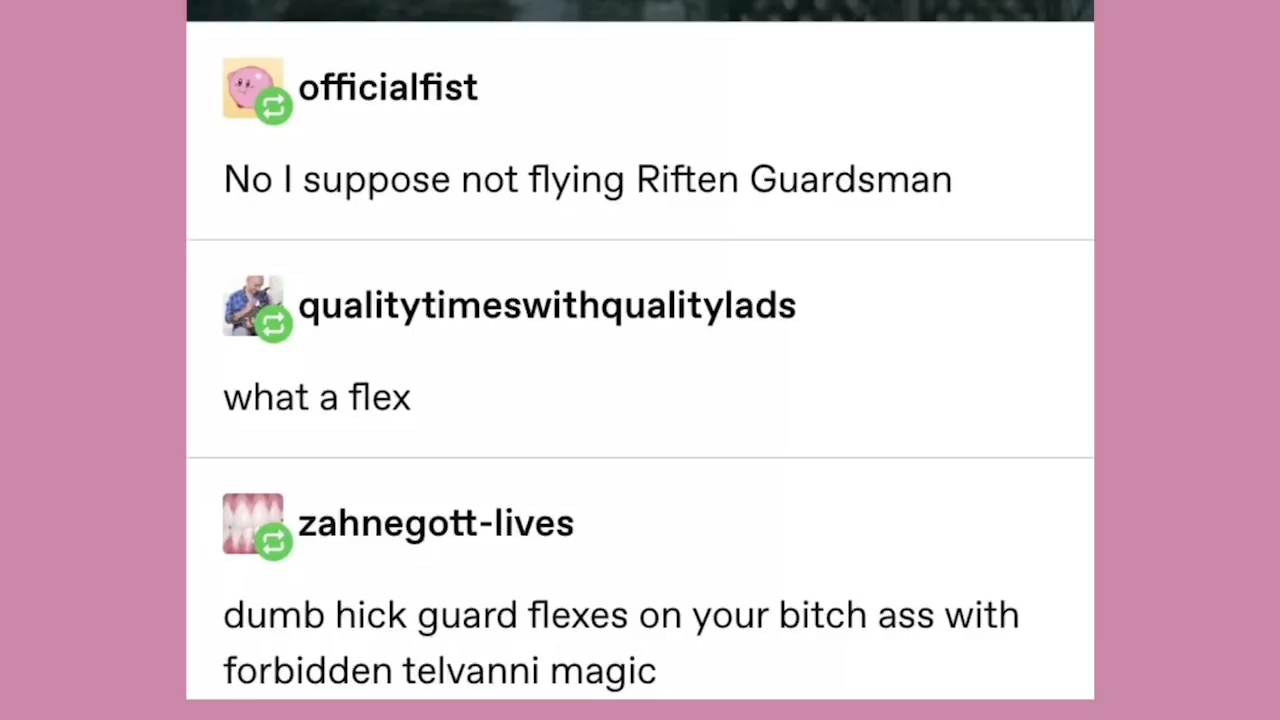 officialfist
No I suppose not flying Riften Guardsman
qualitytimeswithqualitylads
what a flex
zahnegott-lives
dumb hick guard flexes on your bitch ass with
forbidden telvanni magic